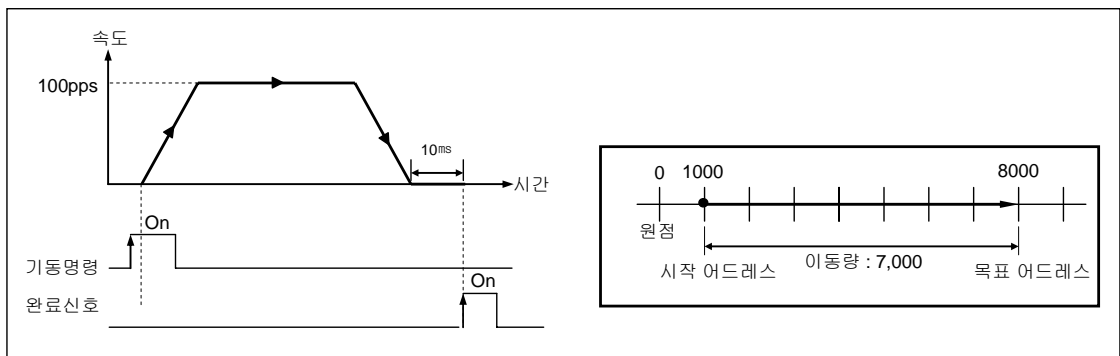 속도
100pps
10ms
시간
On
기동명령
On
완료신호
0 1000 8000
원점
이동량 : 7,000
시작 어드레스 목표 어드레스